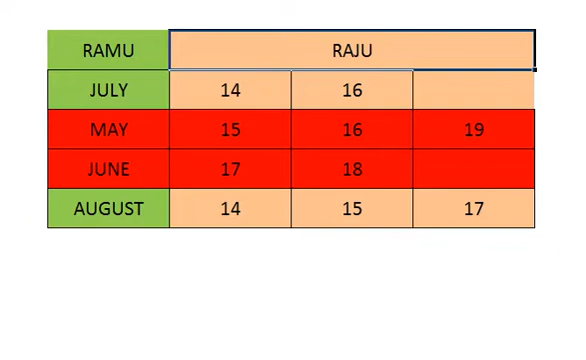 RAMU RAJU
JULY 14 16
MAY 15 16 19
JUNE 17 18
AUGUST 14 15 17